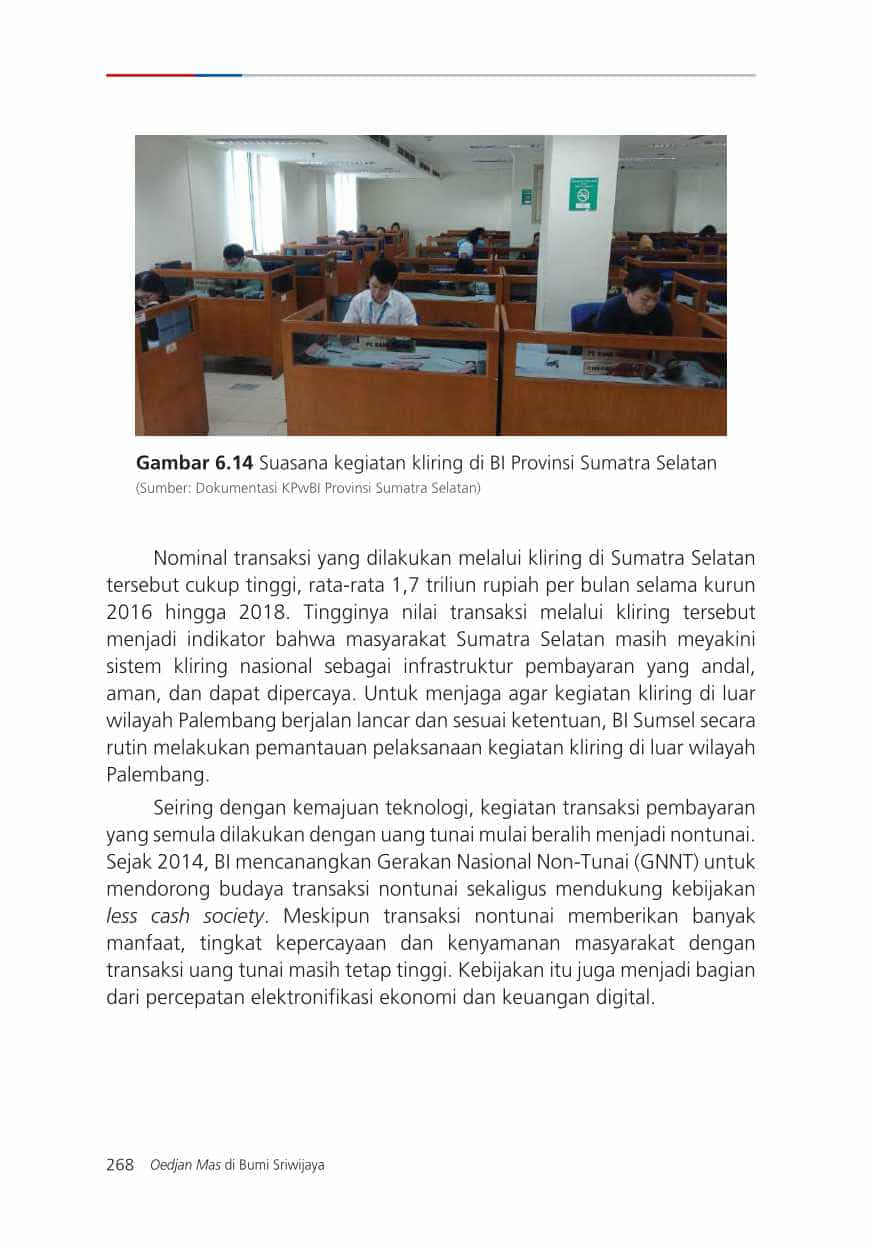 Gambar 6.14 Suasana kegiatan kliring di BI Provinsi Sumatra Selatan
(Sumber: Dokumentasi KPwBI Provinsi Sumatra Selatan)
Nominal transaksi yang dilakukan melalui kliring di Sumatra Selatan
tersebut cukup tinggi, rata-rata 1,7 triliun rupiah per bulan selama kurun
2016 hingga 2018. Tingginya nilai transaksi melalui kliring tersebut
menjadi indikator bahwa masyarakat Sumatra Selatan masih meyakini
sistem kliring nasional sebagai infrastruktur pembayaran yang andal,
aman, dan dapat dipercaya. Untuk menjaga agar kegiatan kliring di luar
wilayah Palembang berjalan lancar dan sesuai ketentuan, BI Sumsel secara
rutin melakukan pemantauan pelaksanaan kegiatan kliring di luar wilayah
Palembang.
Seiring dengan kemajuan teknologi, kegiatan transaksi pembayaran
yang semula dilakukan dengan uang tunai mulai beralih menjadi nontunai.
Sejak 2014, BI mencanangkan Gerakan Nasional Non-Tunai (GNNT) untuk
mendorong budaya transaksi nontunai sekaligus mendukung kebijakan
less cash society. Meskipun transaksi nontunai memberikan banyak
manfaat, tingkat kepercayaan dan kenyamanan masyarakat dengan
transaksi uang tunai masih tetap tinggi. Kebijakan itu juga menjadi bagian
dari percepatan elektronifikasi ekonomi dan keuangan digital.
268 Oedjan Mas di Bumi Sriwijaya